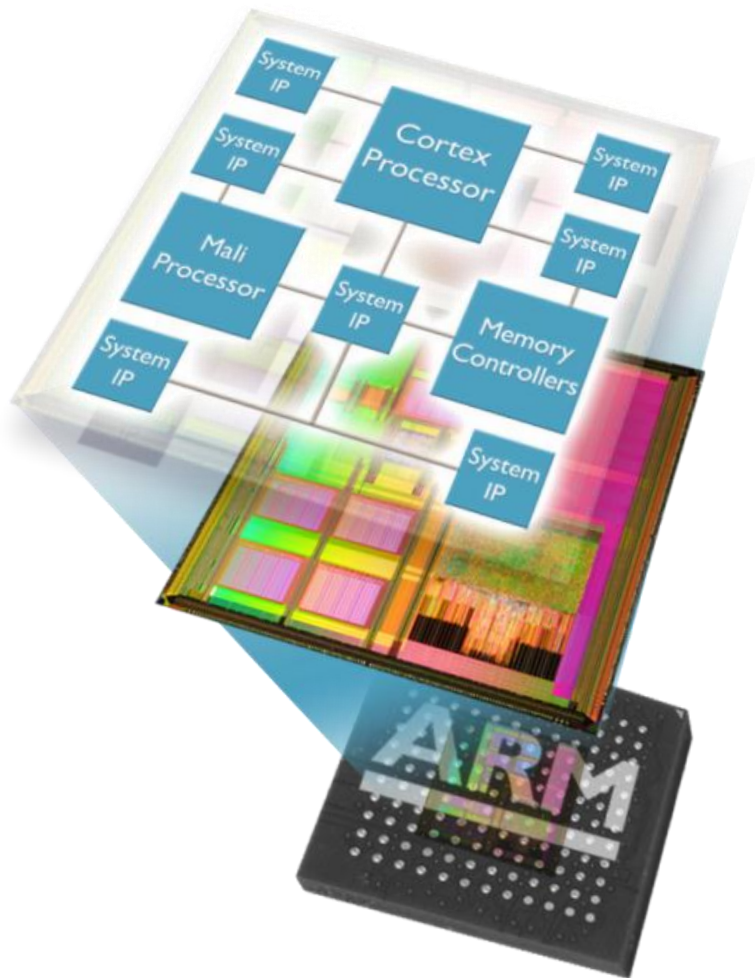 System
IP
Cortex
Processor
System
IP
System
IP
System
IP
Mali
Processor
System
IP
Memory
Controllers
System
IP
System
IP
ARM